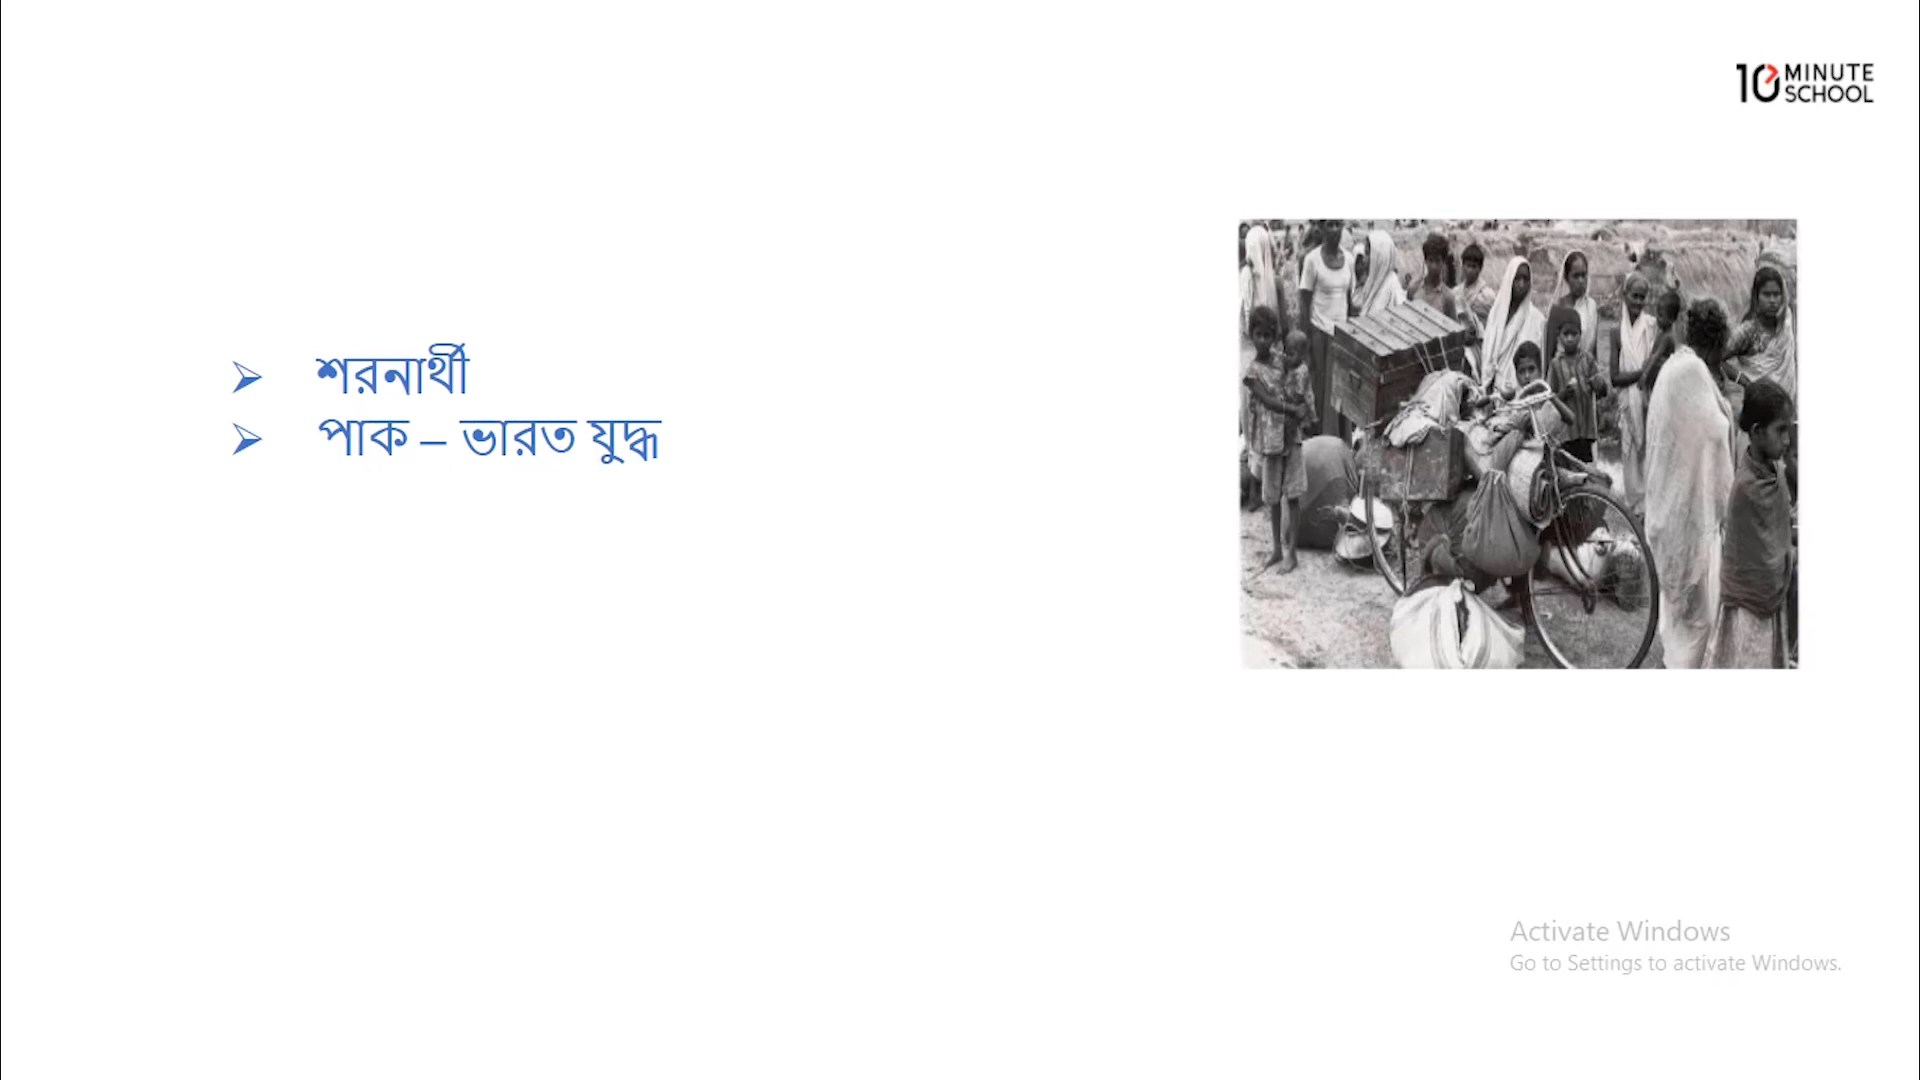 10 MINUTE
SCHOOL
➢ শরনার্থী
➢ পাক – ভারত যুদ্ধ
Activate Windows
Go to Settings to activate Windows.